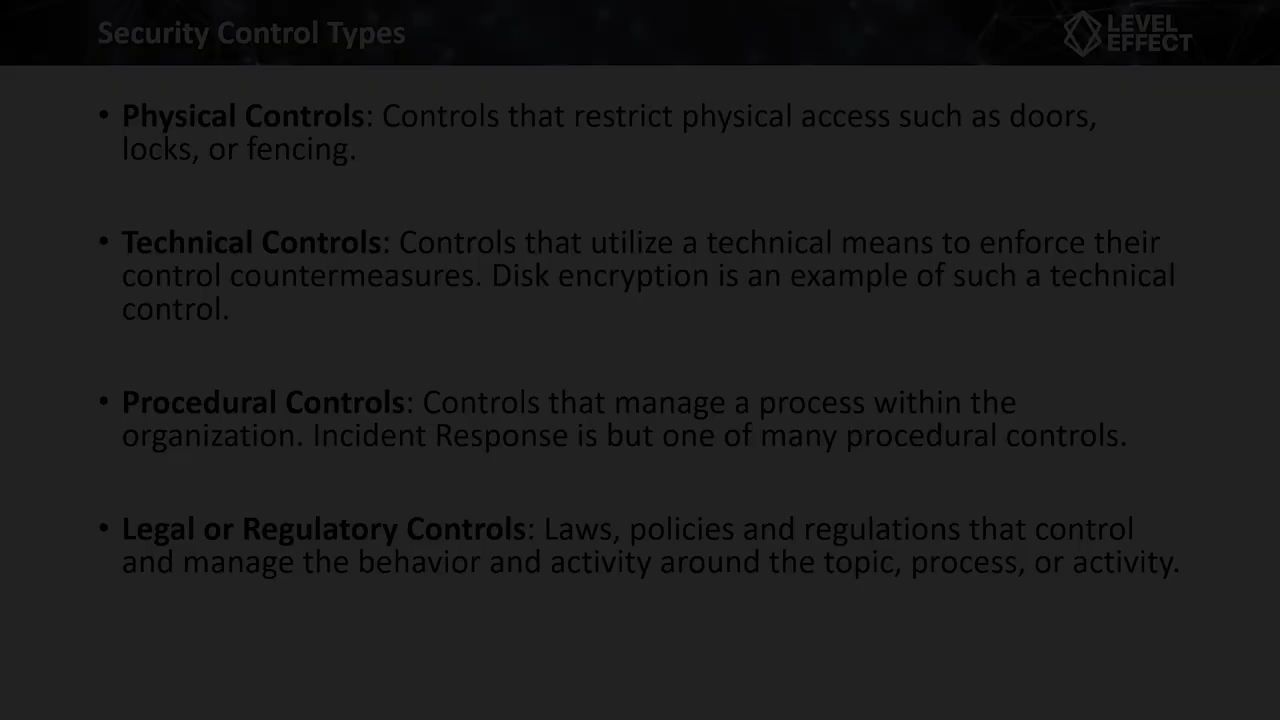 Security Control Types
LEVEL
EFFECT
• Physical Controls: Controls that restrict physical access such as doors,
locks, or fencing.
• Technical Controls: Controls that utilize a technical means to enforce their
control countermeasures. Disk encryption is an example of such a technical
control.
• Procedural Controls: Controls that manage a process within the
organization. Incident Response is but one of many procedural controls.
• Legal or Regulatory Controls: Laws, policies and regulations that control
and manage the behavior and activity around the topic, process, or activity.